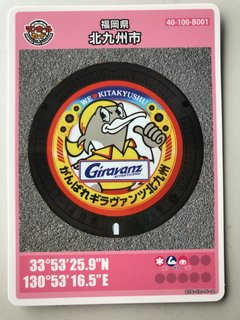 福岡県
北九州市
40-100-B001
WE♥KITAKYUSHU
Giravanz
KITAKYUSHU
がんばれギラヴァンツ北九州
33°53'25.9"N
130°53'16.5"E